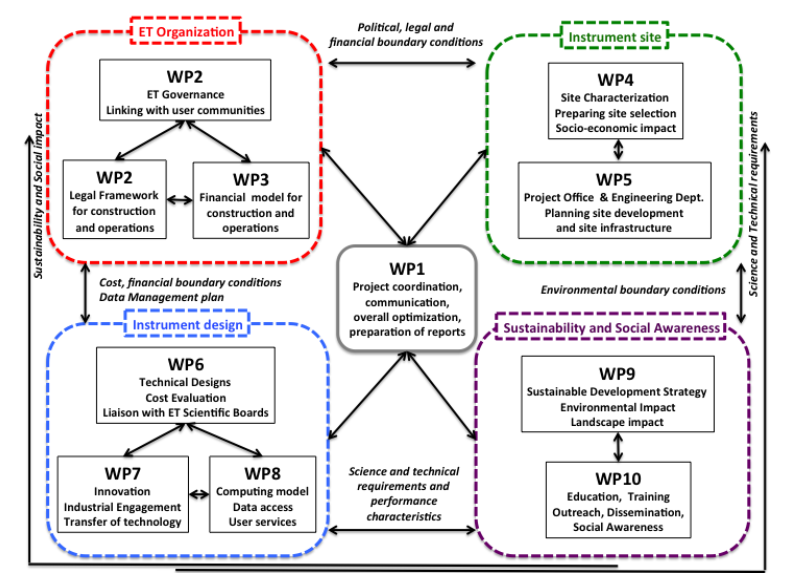 ET Organization
Political, legal and
financial boundary conditions
Instrument site
WP2
ET Governance
Linking with user communities
WP2
Legal Framework
for construction
and operations
WP3
Financial model for
construction and
operations
WP4
Site Characterization
Preparing site selection
Socio-economic impact
WP5
Project Office & Engineering Dept.
Planning site development
and site infrastructure
Sustainability and Social impact
Science and Technical requirements
WP1
Project coordination,
communication,
overall optimization,
preparation of reports
Cost, financial boundary conditions
Data Management plan
Environmental boundary conditions
Instrument design
Sustainability and Social Awareness
WP6
Technical Designs
Cost Evaluation
Liaison with ET Scientific Boards
WP7
Innovation
Industrial Engagement
Transfer of technology
WP8
Computing model
Data access
User services
Science and technical
requirements and
performance
characteristics
WP9
Sustainable Development Strategy
Environmental Impact
Landscape impact
WP10
Education, Training
Outreach, Dissemination,
Social Awareness